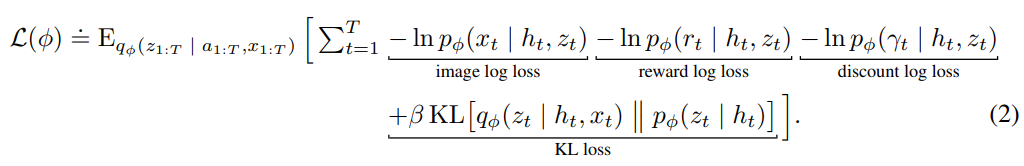 ℒ(ϕ) ≐ E_{q_ϕ(z_{1:T} | a_{1:T}, x_{1:T})} [ ∑_{t=1}^{T} −ln p_ϕ(x_t | h_t, z_t) −ln p_ϕ(r_t | h_t, z_t) −ln p_ϕ(γ_t | h_t, z_t)
image log loss reward log loss discount log loss
+β KL[q_ϕ(z_t | h_t, x_t) ‖ p_ϕ(z_t | h_t)] ]. (2)
KL loss